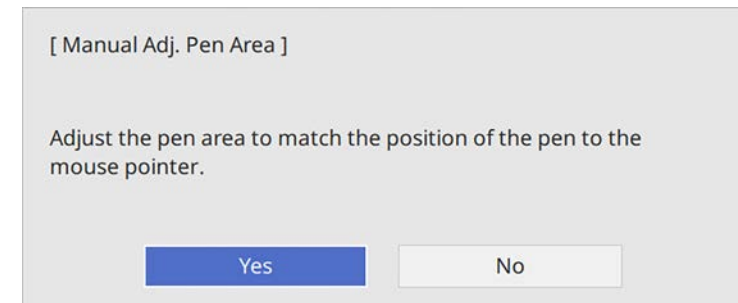 [ Manual Adj. Pen Area ]
Adjust the pen area to match the position of the pen to the
mouse pointer.
Yes No